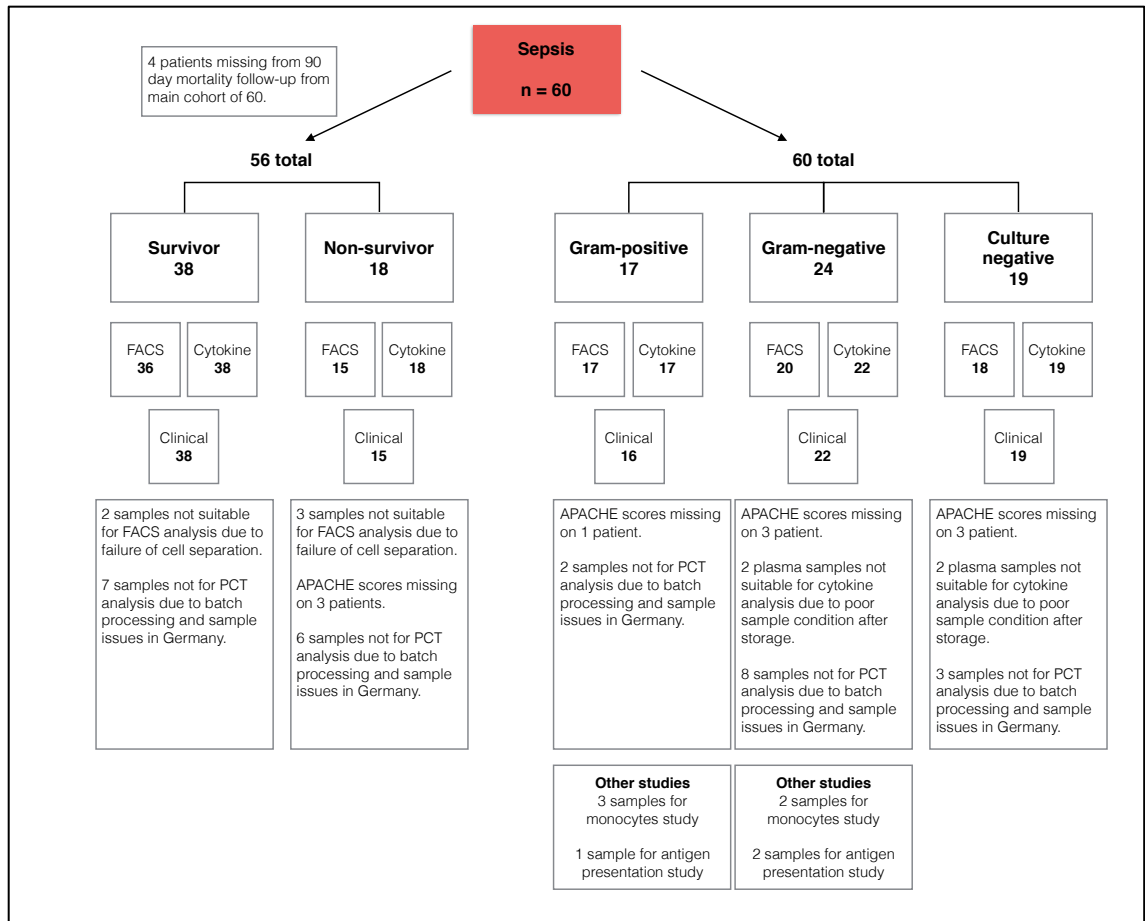 Sepsis
n = 60
4 patients missing from 90
day mortality follow-up from
main cohort of 60.
56 total
60 total
Survivor
38
Non-survivor
18
Gram-positive
17
Gram-negative
24
Culture
negative
19
FACS
36
Cytokine
38
FACS
15
Cytokine
18
FACS
17
Cytokine
17
FACS
20
Cytokine
22
FACS
18
Cytokine
19
Clinical
38
Clinical
15
Clinical
16
Clinical
22
Clinical
19
2 samples not suitable
for FACS analysis due to
failure of cell separation.
7 samples not for PCT
analysis due to batch
processing and sample
issues in Germany.
3 samples not suitable
for FACS analysis due to
failure of cell separation.
APACHE scores missing
on 3 patients.
6 samples not for PCT
analysis due to batch
processing and sample
issues in Germany.
APACHE scores missing
on 1 patient.
2 samples not for PCT
analysis due to batch
processing and sample
issues in Germany.
APACHE scores missing
on 3 patient.
2 plasma samples not
suitable for cytokine
analysis due to poor
sample condition after
storage.
8 samples not for PCT
analysis due to batch
processing and sample
issues in Germany.
APACHE scores missing
on 3 patient.
2 plasma samples not
suitable for cytokine
analysis due to poor
sample condition after
storage.
3 samples not for PCT
analysis due to batch
processing and sample
issues in Germany.
Other studies
3 samples for
monocytes study
1 sample for antigen
presentation study
Other studies
2 samples for
monocytes study
2 samples for antigen
presentation study